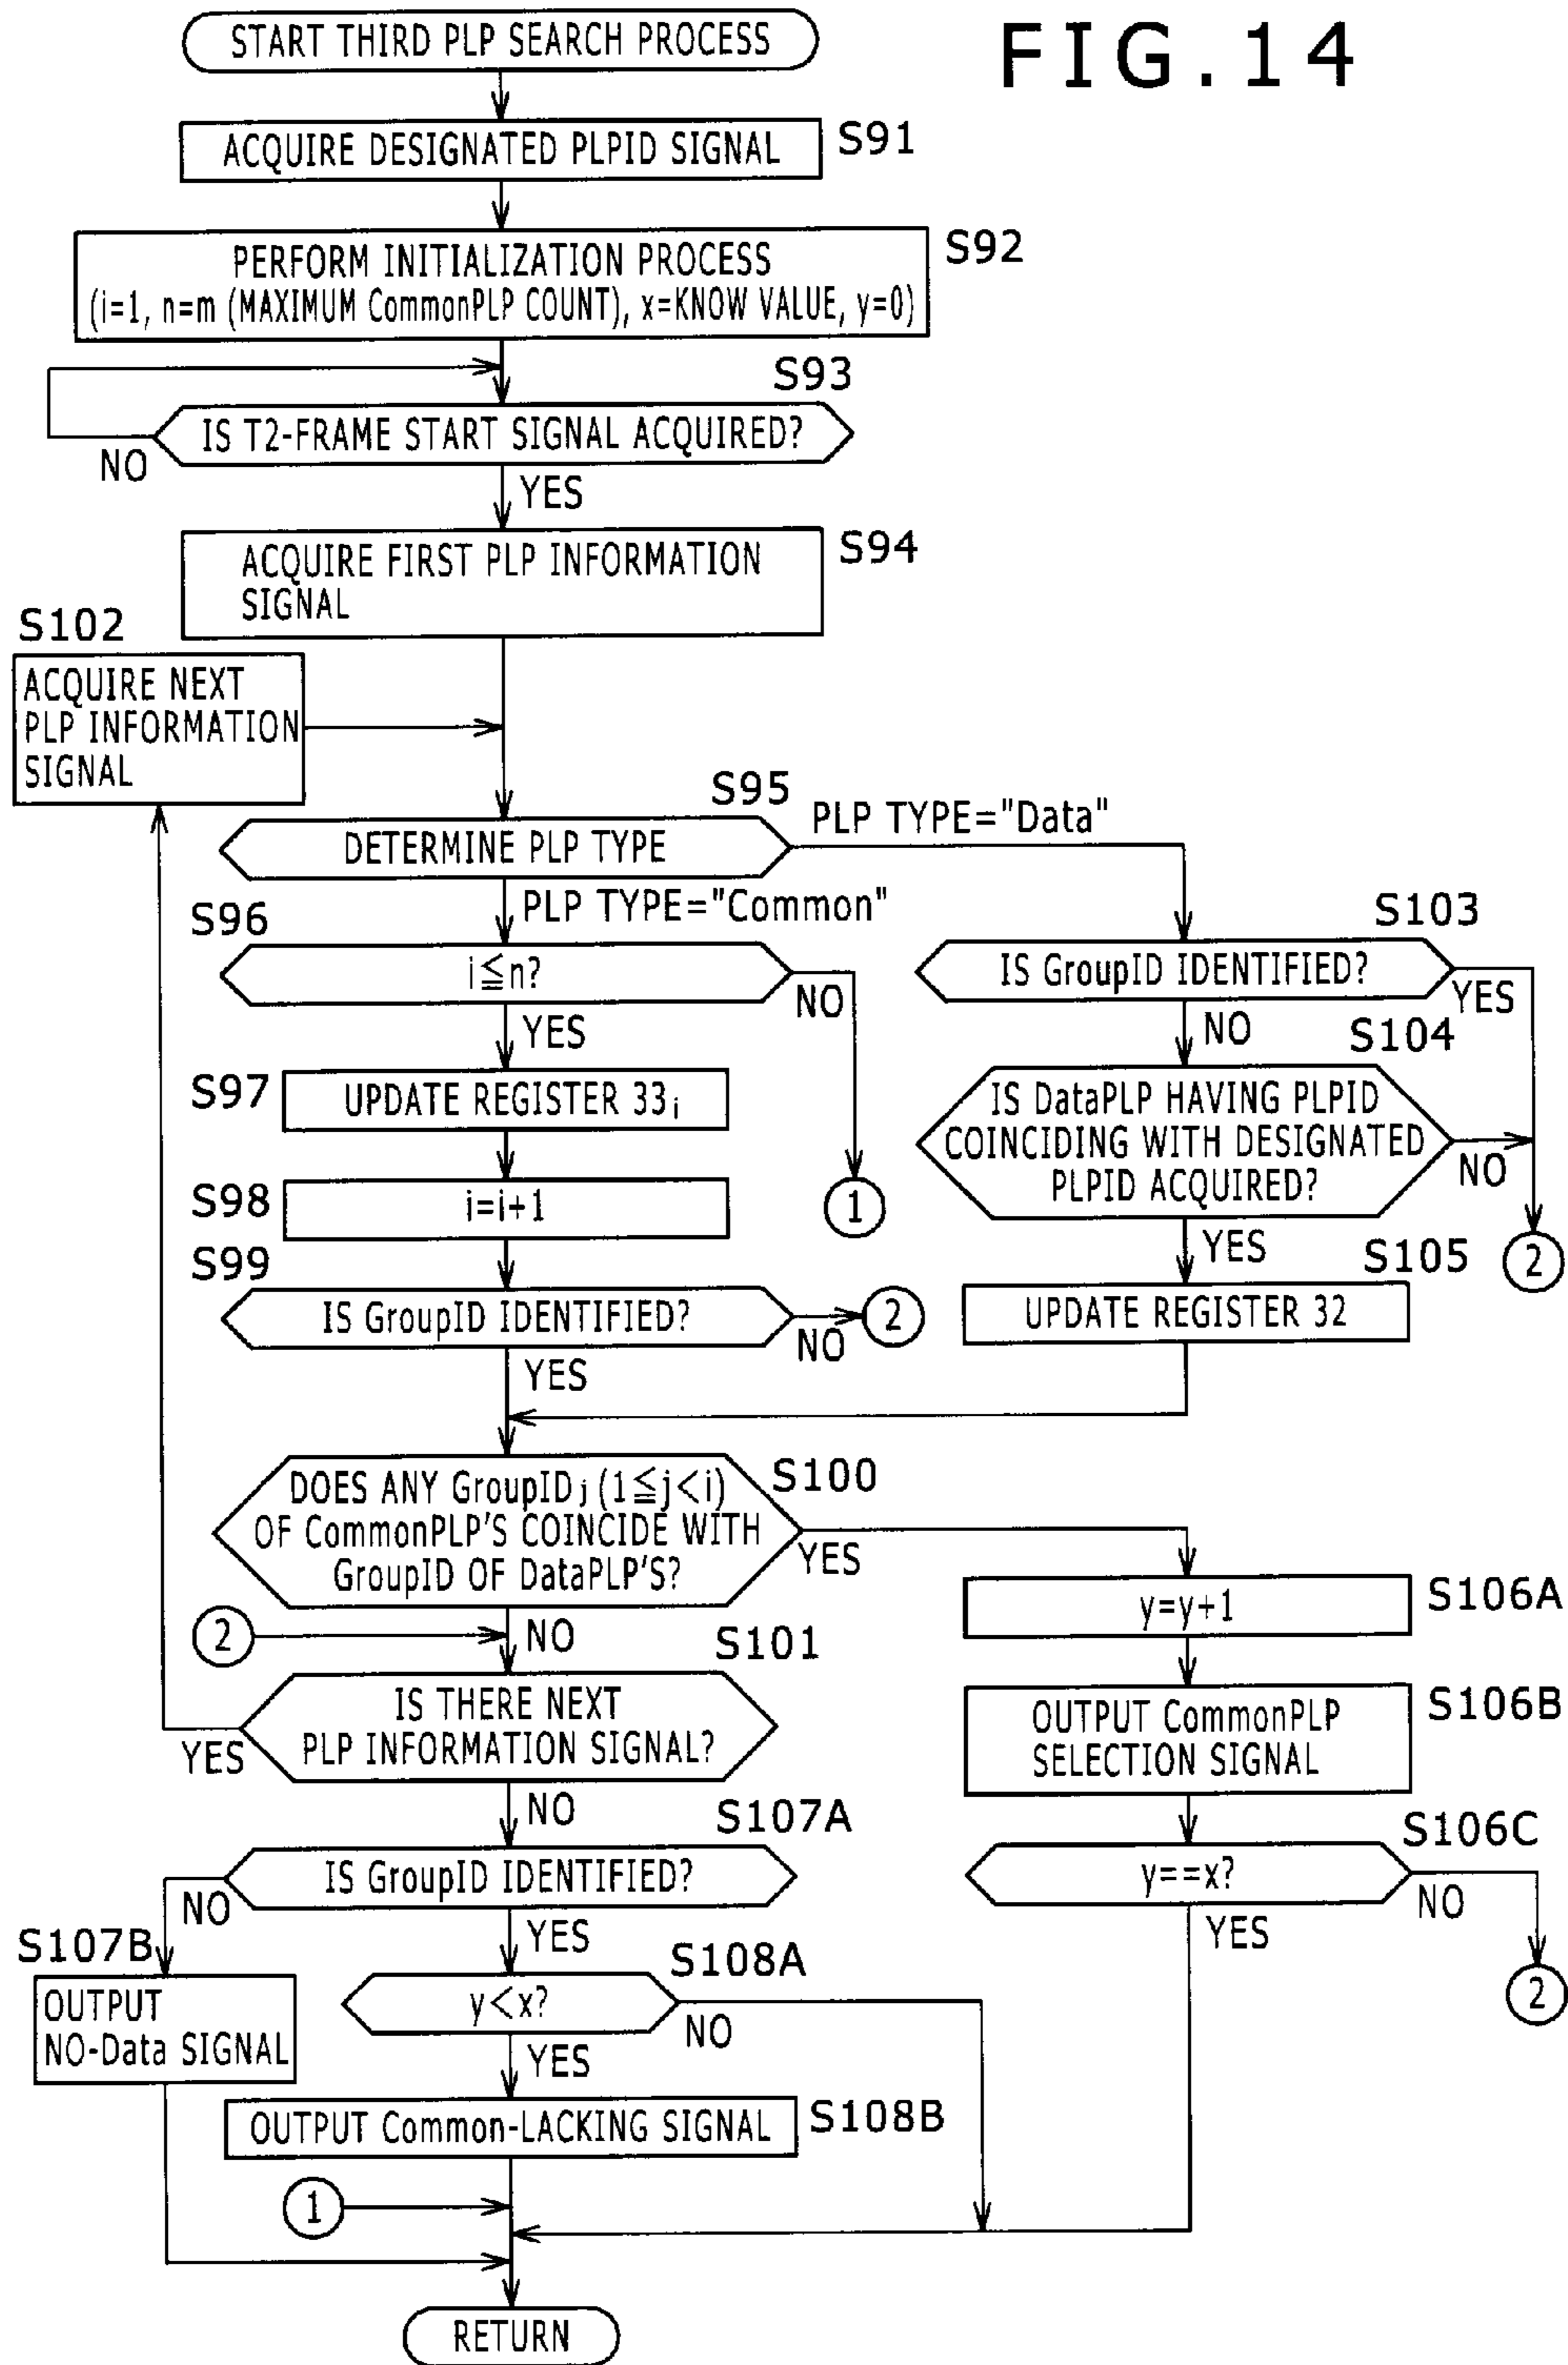 FIG.14
START THIRD PLP SEARCH PROCESS
ACQUIRE DESIGNATED PLPID SIGNAL
S91
PERFORM INITIALIZATION PROCESS
(i=1, n=m (MAXIMUM CommonPLP COUNT), x=KNOW VALUE, y=0)
S92
S93
IS T2-FRAME START SIGNAL ACQUIRED?
NO
YES
ACQUIRE FIRST PLP INFORMATION
SIGNAL
S94
S102
ACQUIRE NEXT
PLP INFORMATION
SIGNAL
S95
DETERMINE PLP TYPE
PLP TYPE="Data"
PLP TYPE="Common"
S96
i≦n?
NO
YES
S103
IS GroupID IDENTIFIED?
YES
NO
S104
IS DataPLP HAVING PLPID
COINCIDING WITH DESIGNATED
PLPID ACQUIRED?
NO
YES
2
S97
UPDATE REGISTER 33i
1
S98
i=i+1
S99
IS GroupID IDENTIFIED?
NO
2
YES
S105
UPDATE REGISTER 32
S100
DOES ANY GroupIDj (1≦j<i)
OF CommonPLP'S COINCIDE WITH
GroupID OF DataPLP'S?
YES
NO
2
S106A
y=y+1
S101
IS THERE NEXT
PLP INFORMATION SIGNAL?
YES
NO
S106B
OUTPUT CommonPLP
SELECTION SIGNAL
S106C
y==x?
NO
YES
2
S107A
IS GroupID IDENTIFIED?
NO
YES
S107B
OUTPUT
NO-Data SIGNAL
S108A
y<x?
NO
YES
OUTPUT Common-LACKING SIGNAL
S108B
1
RETURN